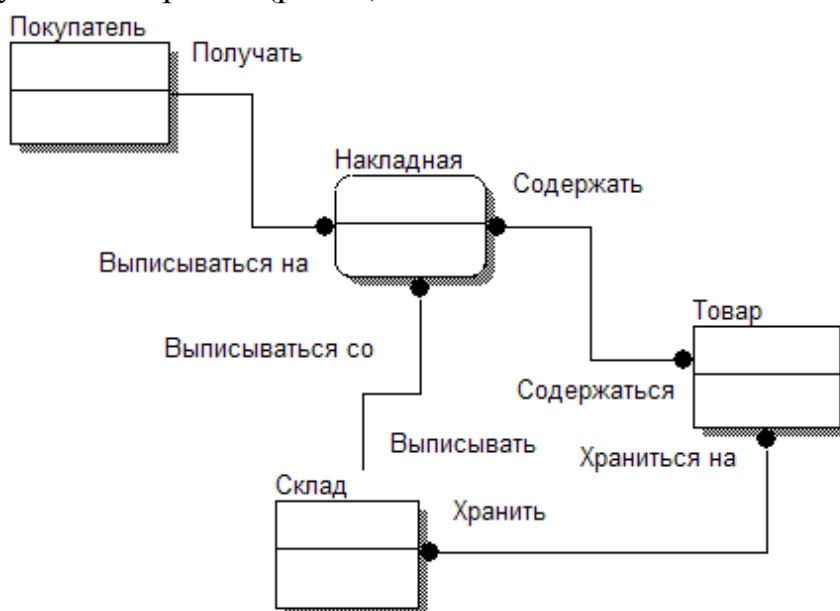 Покупатель
Получать
Накладная
Содержать
Выписываться на
Товар
Выписываться со
Содержаться
Выписывать
Храниться на
Склад
Хранить